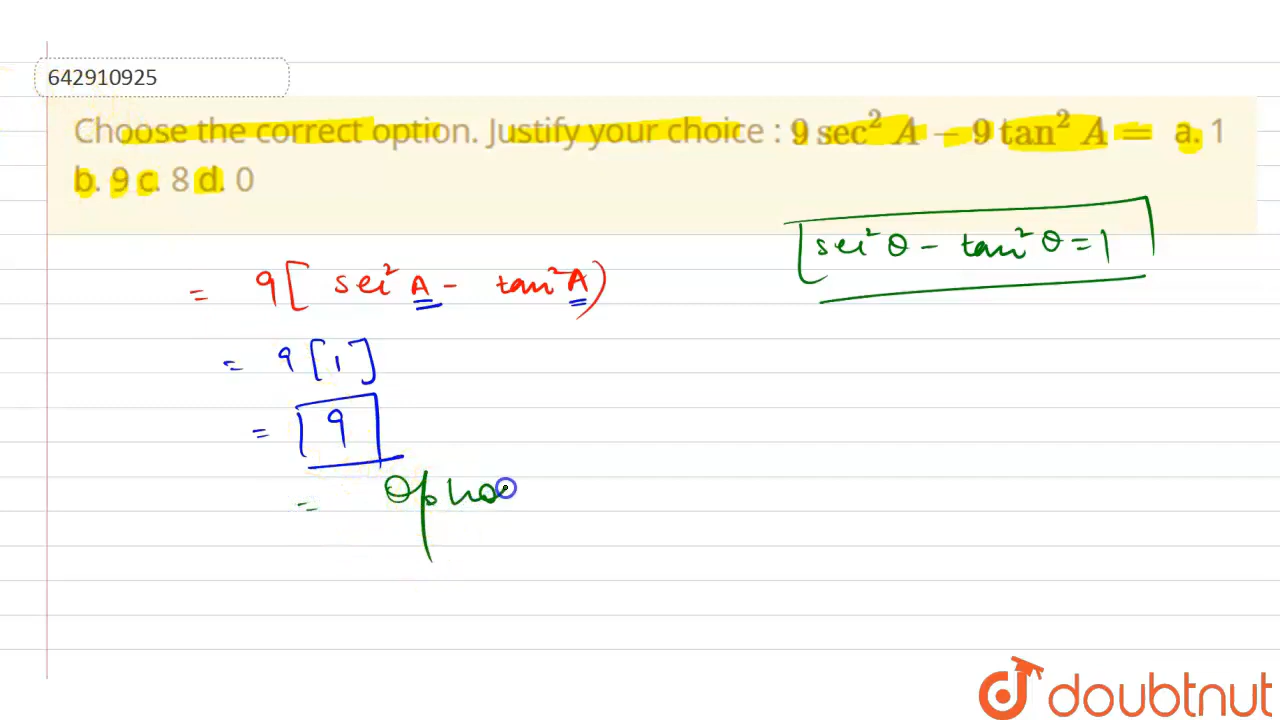 642910925
Choose the correct option. Justify your choice : 9 sec² A − 9 tan² A = a. 1
b. 9 c. 8 d. 0
sec² θ - tan² θ = 1
= 9[ sec² A - tan² A)
= 9 [1]
= 9
=
doubtnut